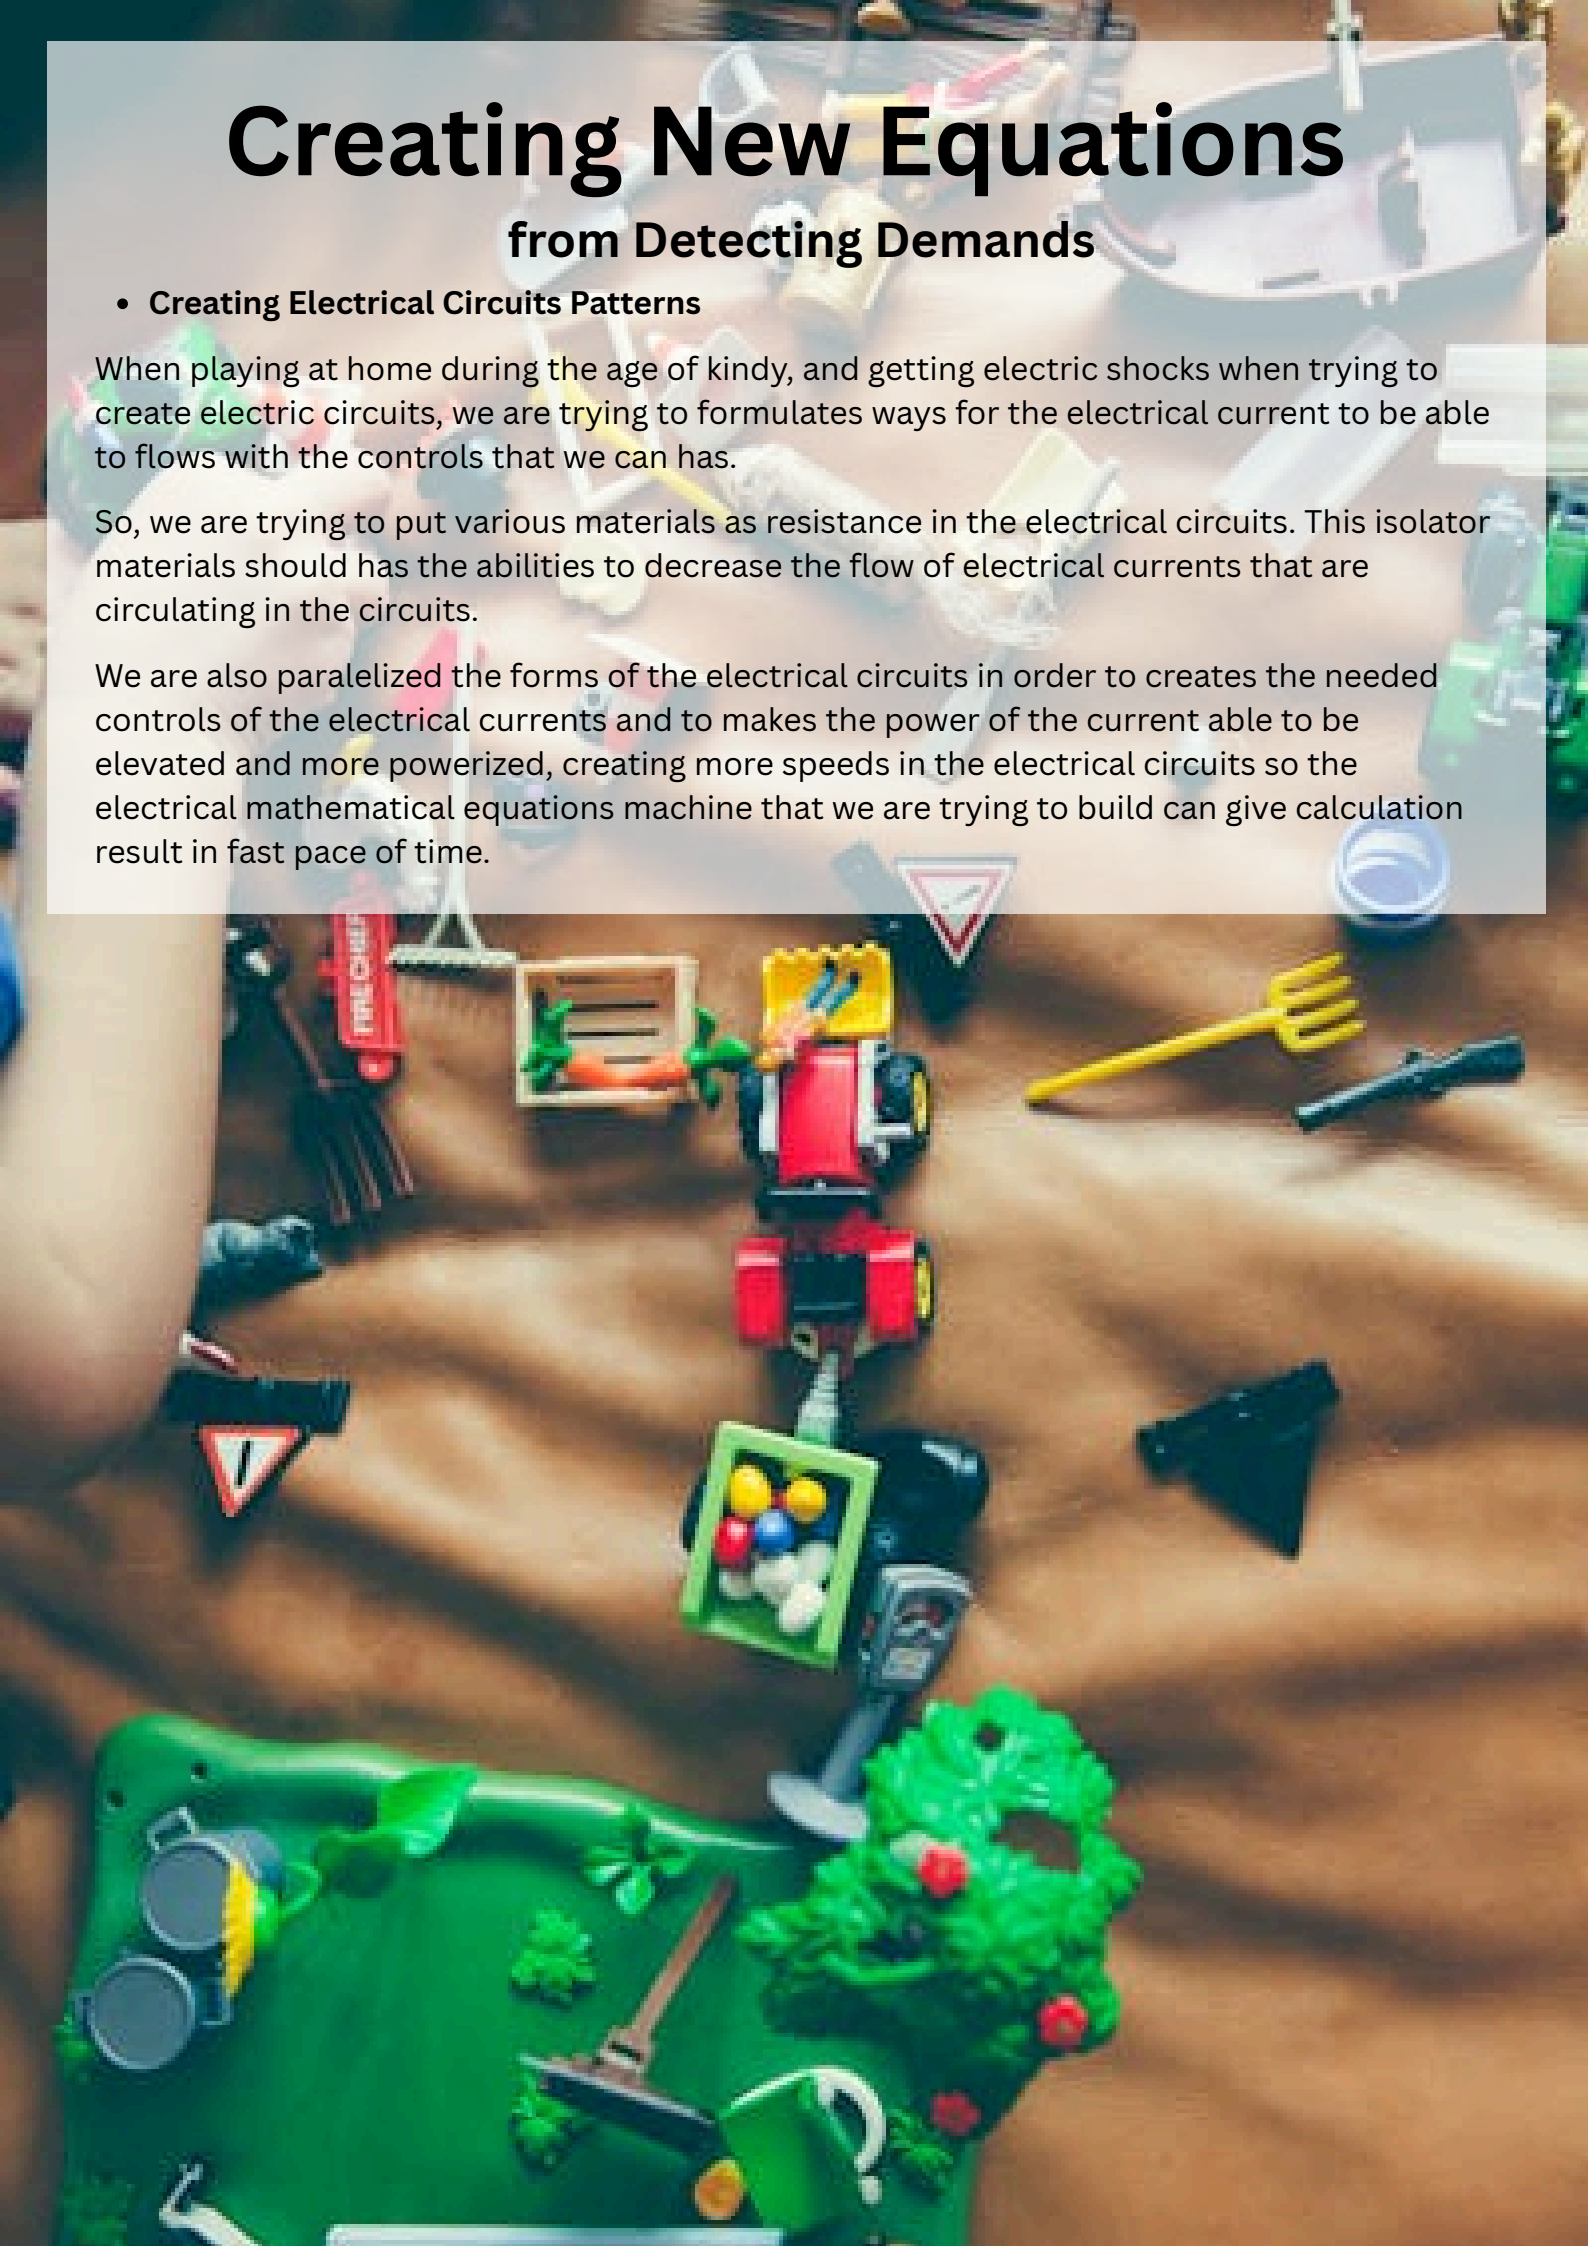 Creating New Equations
from Detecting Demands
• Creating Electrical Circuits Patterns
When playing at home during the age of kindy, and getting electric shocks when trying to
create electric circuits, we are trying to formulates ways for the electrical current to be able
to flows with the controls that we can has.
So, we are trying to put various materials as resistance in the electrical circuits. This isolator
materials should has the abilities to decrease the flow of electrical currents that are
circulating in the circuits.
We are also paralelized the forms of the electrical circuits in order to creates the needed
controls of the electrical currents and to makes the power of the current able to be
elevated and more powerized, creating more speeds in the electrical circuits so the
electrical mathematical equations machine that we are trying to build can give calculation
result in fast pace of time.